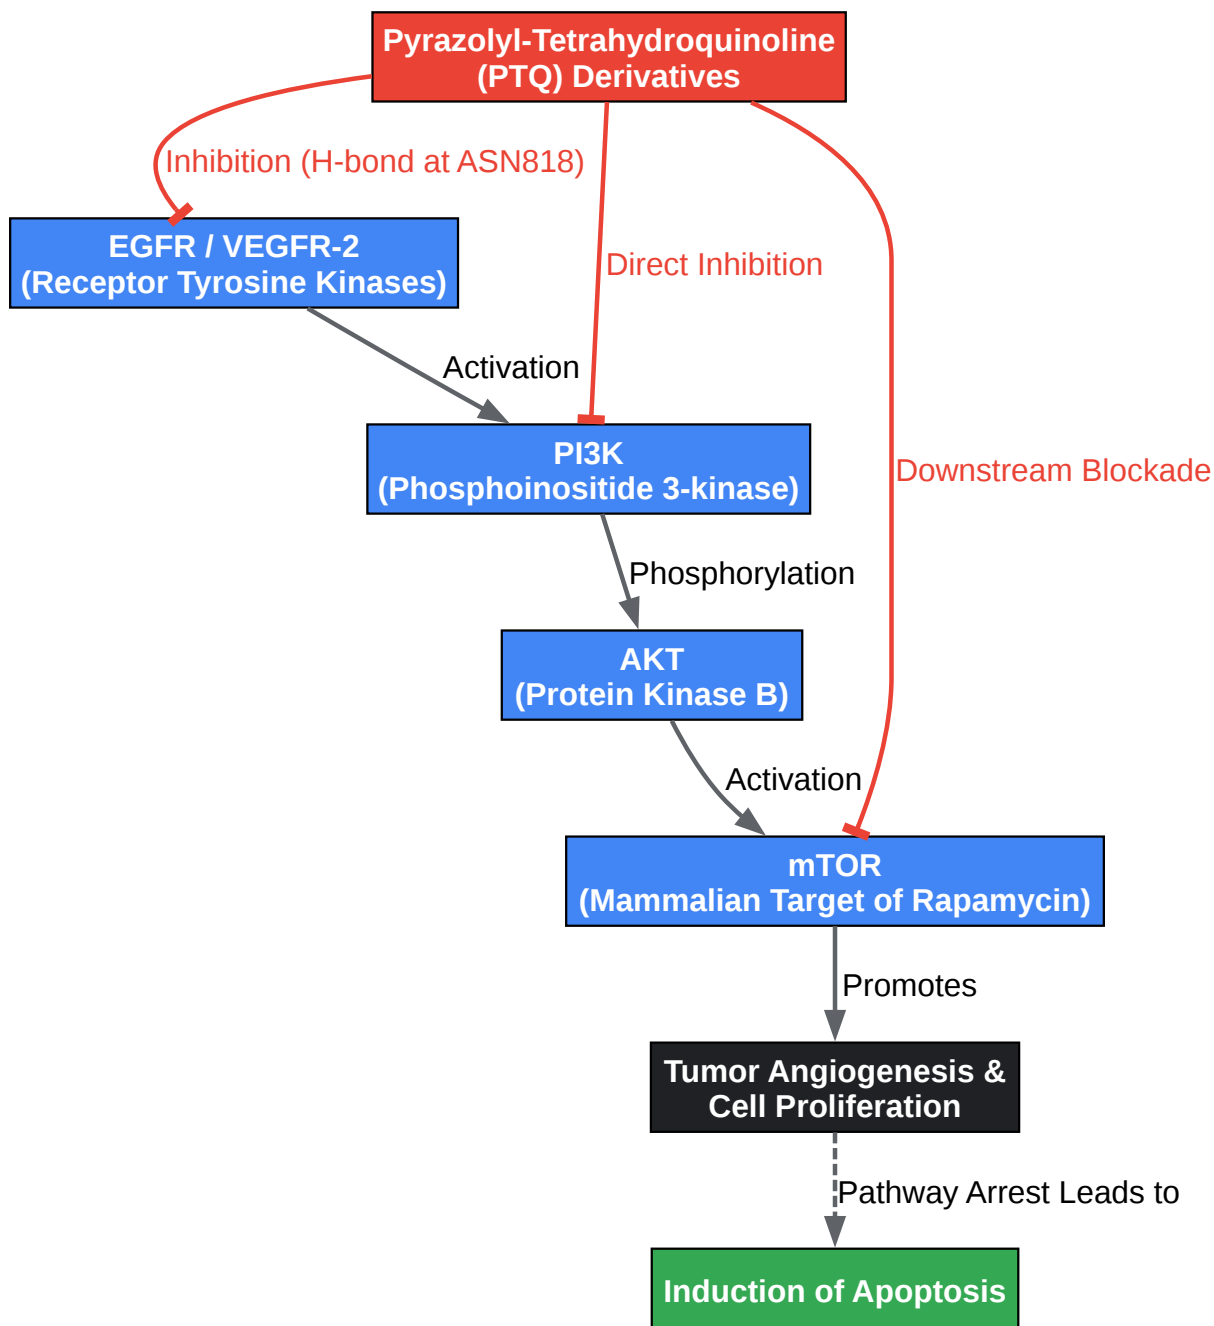 Pyrazolyl-Tetrahydroquinoline
(PTQ) Derivatives
Inhibition (H-bond at ASN818)
EGFR / VEGFR-2
(Receptor Tyrosine Kinases)
Direct Inhibition
Activation
PI3K
(Phosphoinositide 3-kinase)
Downstream Blockade
Phosphorylation
AKT
(Protein Kinase B)
Activation
mTOR
(Mammalian Target of Rapamycin)
Promotes
Tumor Angiogenesis &
Cell Proliferation
Pathway Arrest Leads to
Induction of Apoptosis